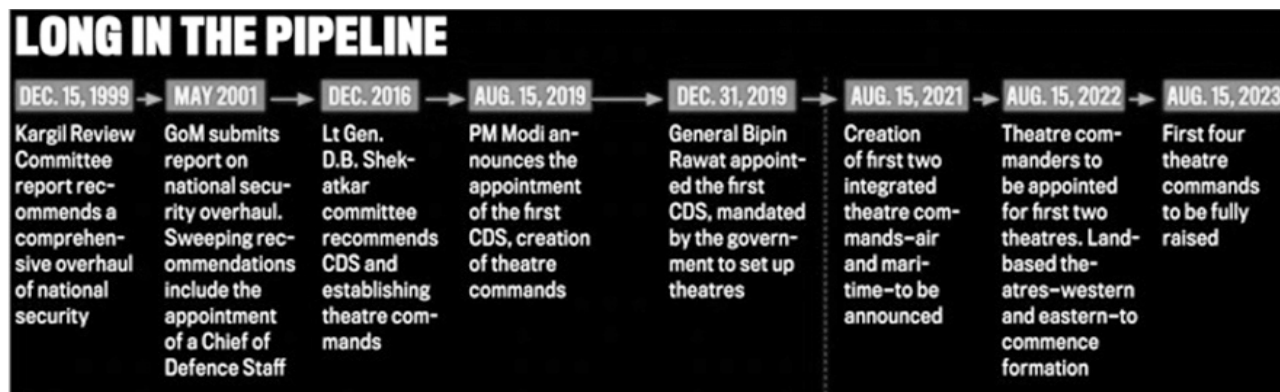 LONG IN THE PIPELINE
DEC. 15, 1999
Kargil Review
Committee
report rec-
ommends a
comprehen-
sive overhaul
of national
security
MAY 2001
GoM submits
report on
national secu-
rity overhaul.
Sweeping rec-
ommendations
include the
appointment
of a Chief of
Defence Staff
DEC. 2016
Lt Gen.
D.B. Shek-
atkar
committee
recommends
CDS and
establishing
theatre com-
mands
AUG. 15, 2019
PM Modi an-
nounces the
appointment
of the first
CDS, creation
of theatre
commands
DEC. 31, 2019
General Bipin
Rawat appoint-
ed the first
CDS, mandated
by the govern-
ment to set up
theatres
AUG. 15, 2021
Creation
of first two
integrated
theatre com-
mands–air
and mari-
time–to be
announced
AUG. 15, 2022
Theatre com-
manders to
be appointed
for first two
theatres. Land-
based the-
atres–western
and eastern–to
commence
formation
AUG. 15, 2023
First four
theatre
commands
to be fully
raised